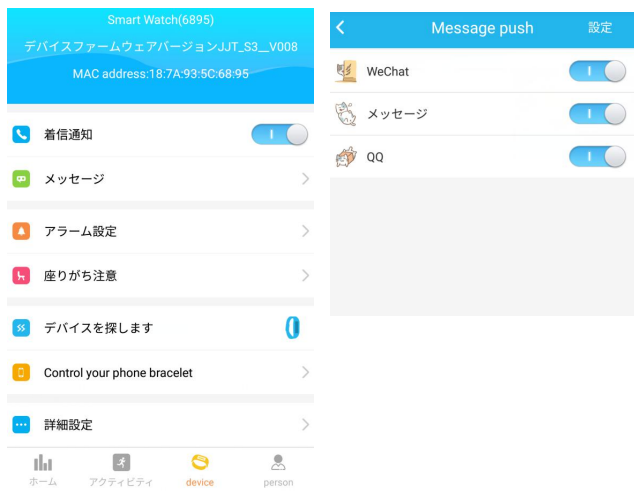 Smart Watch(6895)
デバイスファームウェアバージョンJJT_S3__V008
MAC address:18:7A:93:5C:68:95
着信通知
メッセージ
アラーム設定
座りがち注意
デバイスを探します
Control your phone bracelet
詳細設定
ホーム
アクティビティ
device
person
Message push
設定
WeChat
メッセージ
QQ